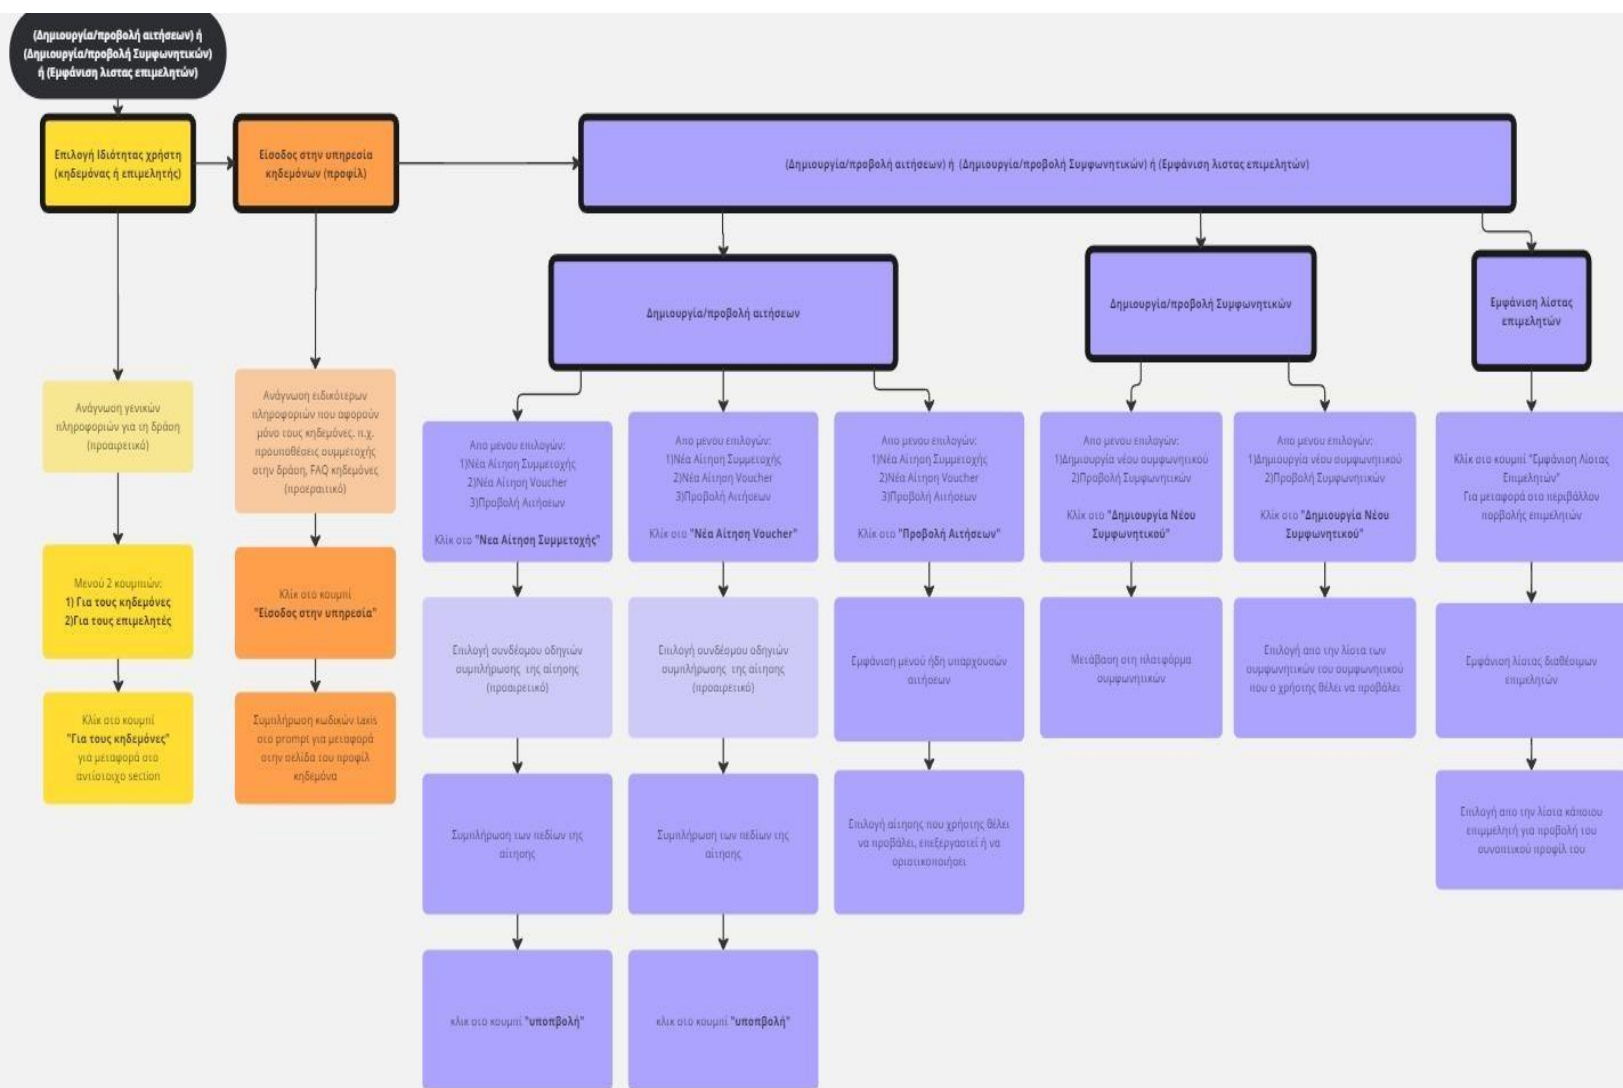 (Δημιουργία/προβολή αιτήσεων) ή
(Δημιουργία/προβολή Συμφωνητικών)
ή (Εμφάνιση λιστας επιμελητών)
Επιλογή Ιδιότητας χρήστη
(κηδεμόνας ή επιμελητής)
Είσοδος στην υπηρεσία
κηδεμόνων (προφίλ)
(Δημιουργία/προβολή αιτήσεων) ή (Δημιουργία/προβολή Συμφωνητικών) ή (Εμφάνιση λιστας επιμελητών)
Δημιουργία/προβολή αιτήσεων
Δημιουργία/προβολή Συμφωνητικών
Εμφάνιση λίστας
επιμελητών
Ανάγνωση γενικών
πληροφοριών για τη δράση
(προαιρετικό)
Μενού 2 κουμπιών:
1) Για τους κηδεμόνες
2)Για τους επιμελητές
Κλίκ στο κουμπί
"Για τους κηδεμόνες"
για μεταφορά στο
αντίστοιχο section
Ανάγνωση ειδικότερων
πληροφοριών που αφορούν
μόνο τους κηδεμόνες. π.χ.
προυποθέσεις συμμετοχής
στην δράση, FAQ κηδεμόνες
(προεραιτικό)
Κλίκ στο κουμπί
"Είσοδος στην υπηρεσία"
Συμπλήρωση κωδικών taxis
στο prompt για μεταφορά
στην σελίδα του προφίλ
κηδεμόνα
Απο μενου επιλογών:
1)Νέα Αίτηση Συμμετοχής
2)Νέα Αίτηση Voucher
3)Προβολή Αιτήσεων
Κλίκ στο "Νεα Αίτηση Συμμετοχής"
Επιλογή συνδέσμου οδηγιών
συμπλήρωσης της αίτησης
(προαιρετικό)
Συμπλήρωση των πεδίων της
αίτησης
κλικ στο κουμπί "υποπβολή"
Απο μενου επιλογών:
1)Νέα Αίτηση Συμμετοχής
2)Νέα Αίτηση Voucher
3)Προβολή Αιτήσεων
Κλίκ στο "Νέα Αίτηση Voucher"
Επιλογή συνδέσμου οδηγιών
συμπλήρωσης της αίτησης
(προαιρετικό)
Συμπλήρωση των πεδίων της
αίτησης
κλικ στο κουμπί "υποπβολή"
Απο μενου επιλογών:
1)Νέα Αίτηση Συμμετοχής
2)Νέα Αίτηση Voucher
3)Προβολή Αιτήσεων
Κλίκ στο "Προβολή Αιτήσεων"
Εμφάνιση μενού ήδη υπαρχουσών
αιτήσεων
Επιλογή αίτησης που χρήστης θέλει
να προβάλει, επεξεργαστεί ή να
οριστικοποιήσει
Απο μενου επιλογών:
1)Δημιουργία νέου συμφωνητικού
2)Προβολή Συμφωνητικών
Κλίκ στο "Δημιουργία Νέου
Συμφωνητικού"
Μετάβαση στη πλατφόρμα
συμφωνητικών
Απο μενου επιλογών:
1)Δημιουργία νέου συμφωνητικού
2)Προβολή Συμφωνητικών
Κλίκ στο "Δημιουργία Νέου
Συμφωνητικού"
Επιλογή απο την λίστα των
συμφωνητικών του συμφωνητικού
που ο χρήστης θέλει να προβάλει
Κλίκ στο κουμπί "Εμφάνιση Λίστας
Επιμελητών"
Για μεταφορά στο περιβάλλον
πορβολής επιμελητών
Εμφάνιση λίστας διαθέσιμων
επιμελητών
Επιλογή απο την λίστα κάποιου
επιμμελητή για προβολή του
συνοπτικού προφίλ του